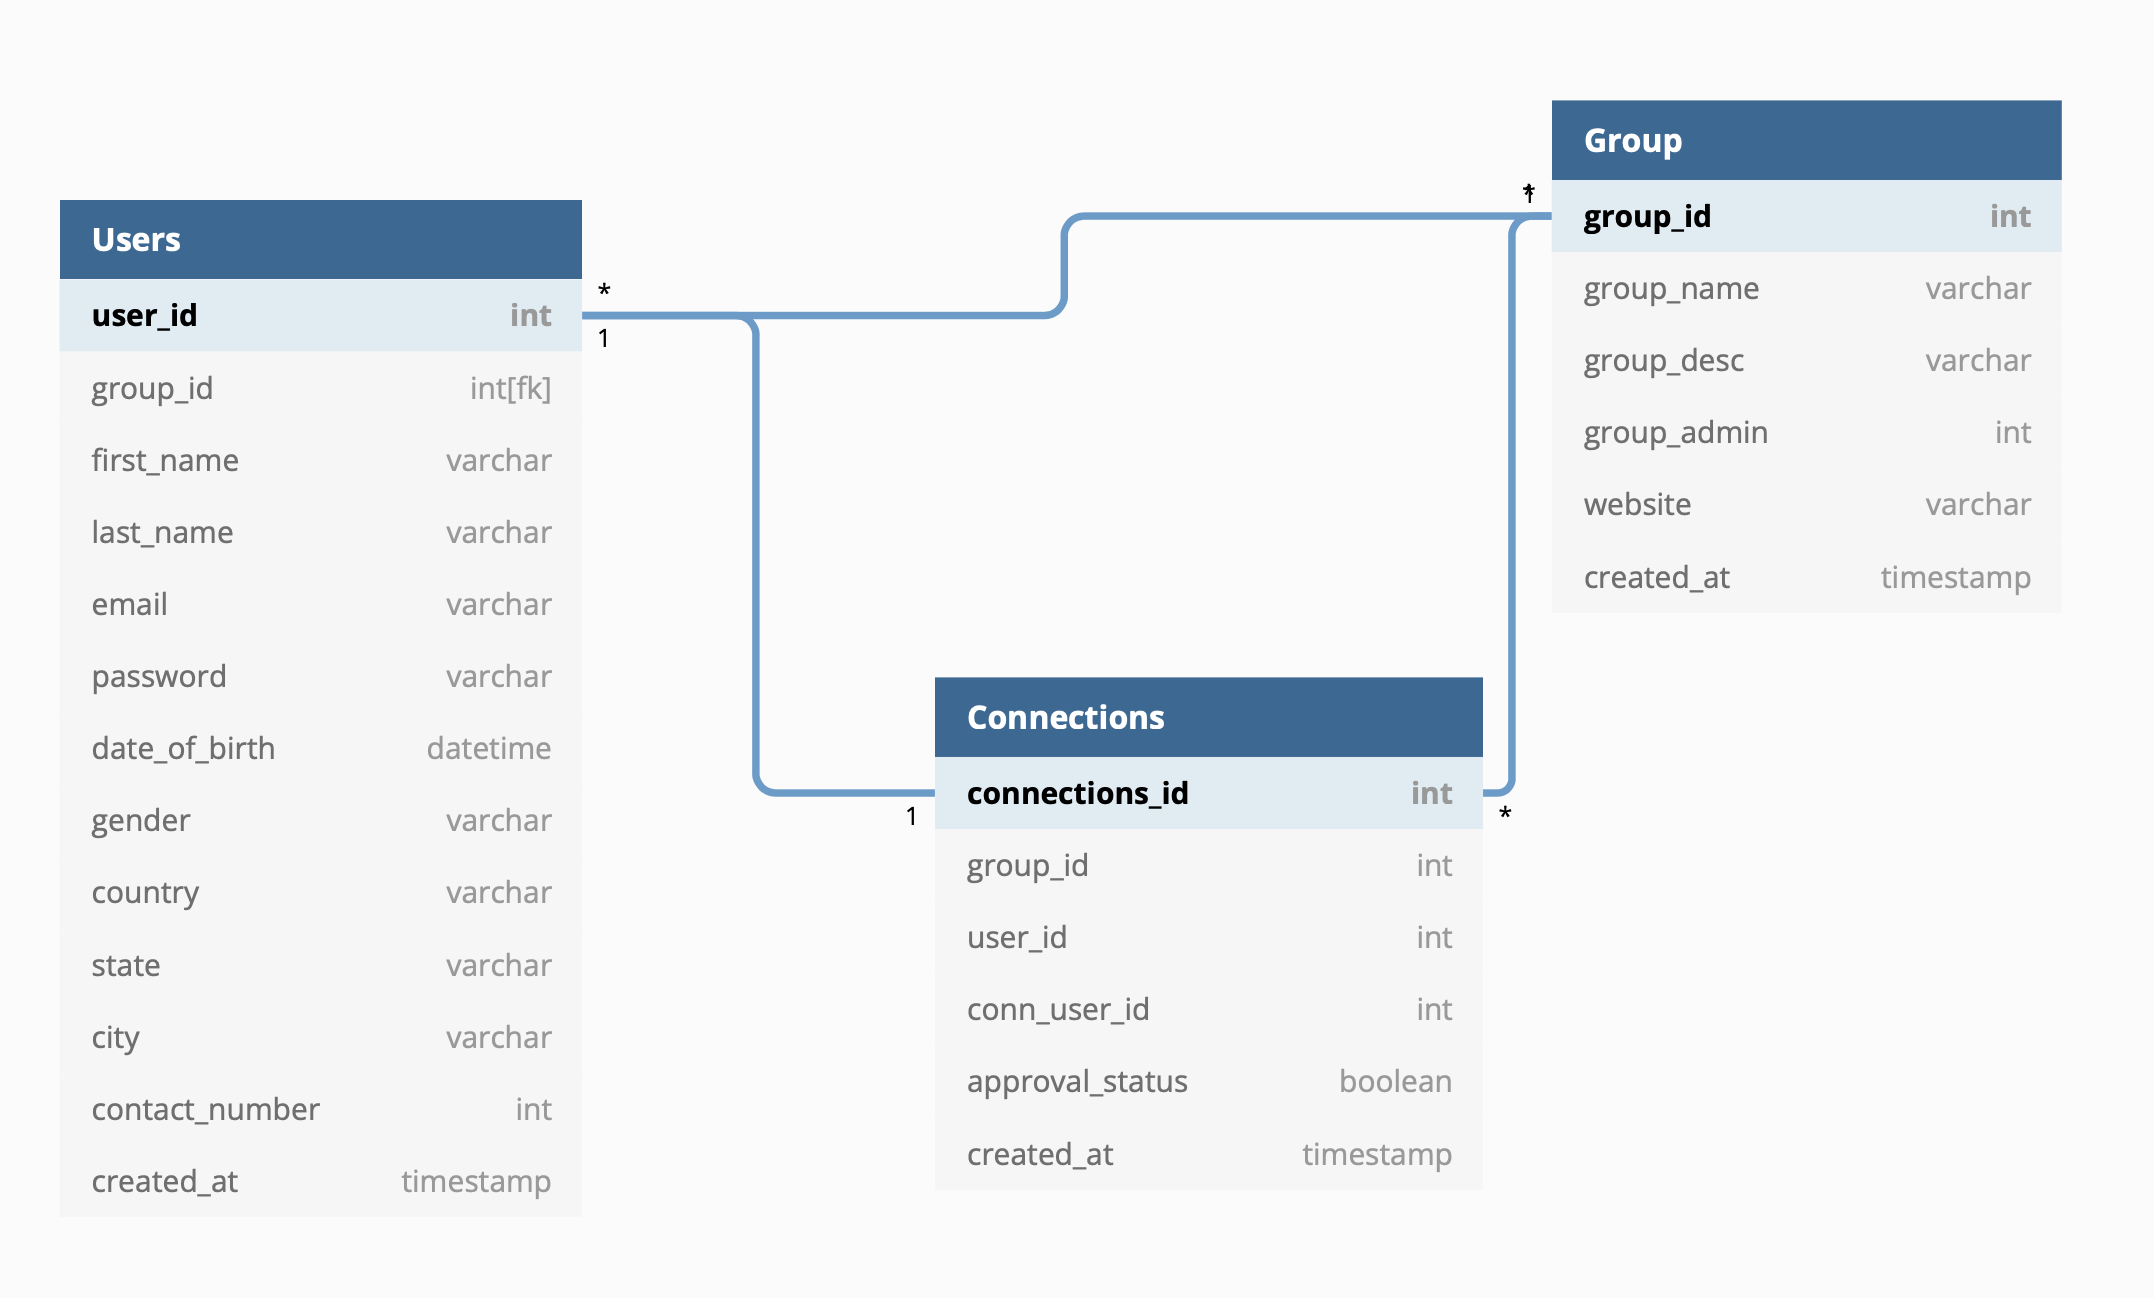 Users
user_id int
group_id int[fk]
first_name varchar
last_name varchar
email varchar
password varchar
date_of_birth datetime
gender varchar
country varchar
state varchar
city varchar
contact_number int
created_at timestamp
*
1
Group
group_id int
group_name varchar
group_desc varchar
group_admin int
website varchar
created_at timestamp
*
1
Connections
connections_id int
group_id int
user_id int
conn_user_id int
approval_status boolean
created_at timestamp
1
*